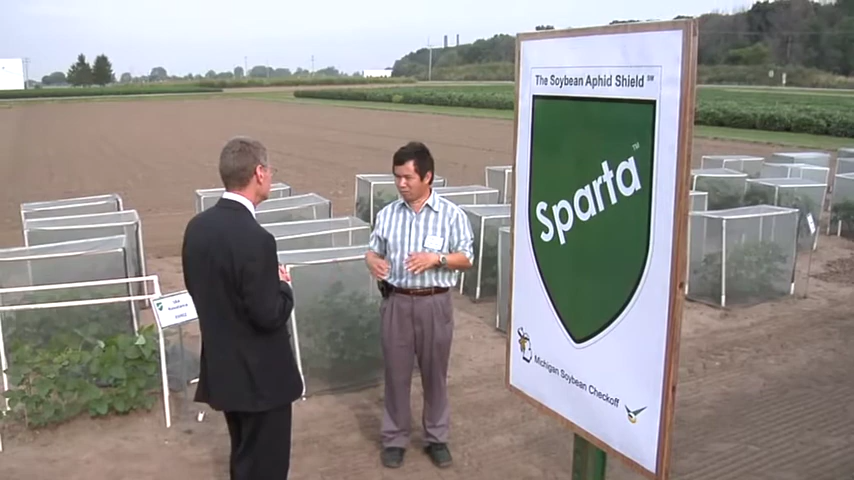 The Soybean Aphid Shield SM
Sparta TM
Michigan Soybean Checkoff